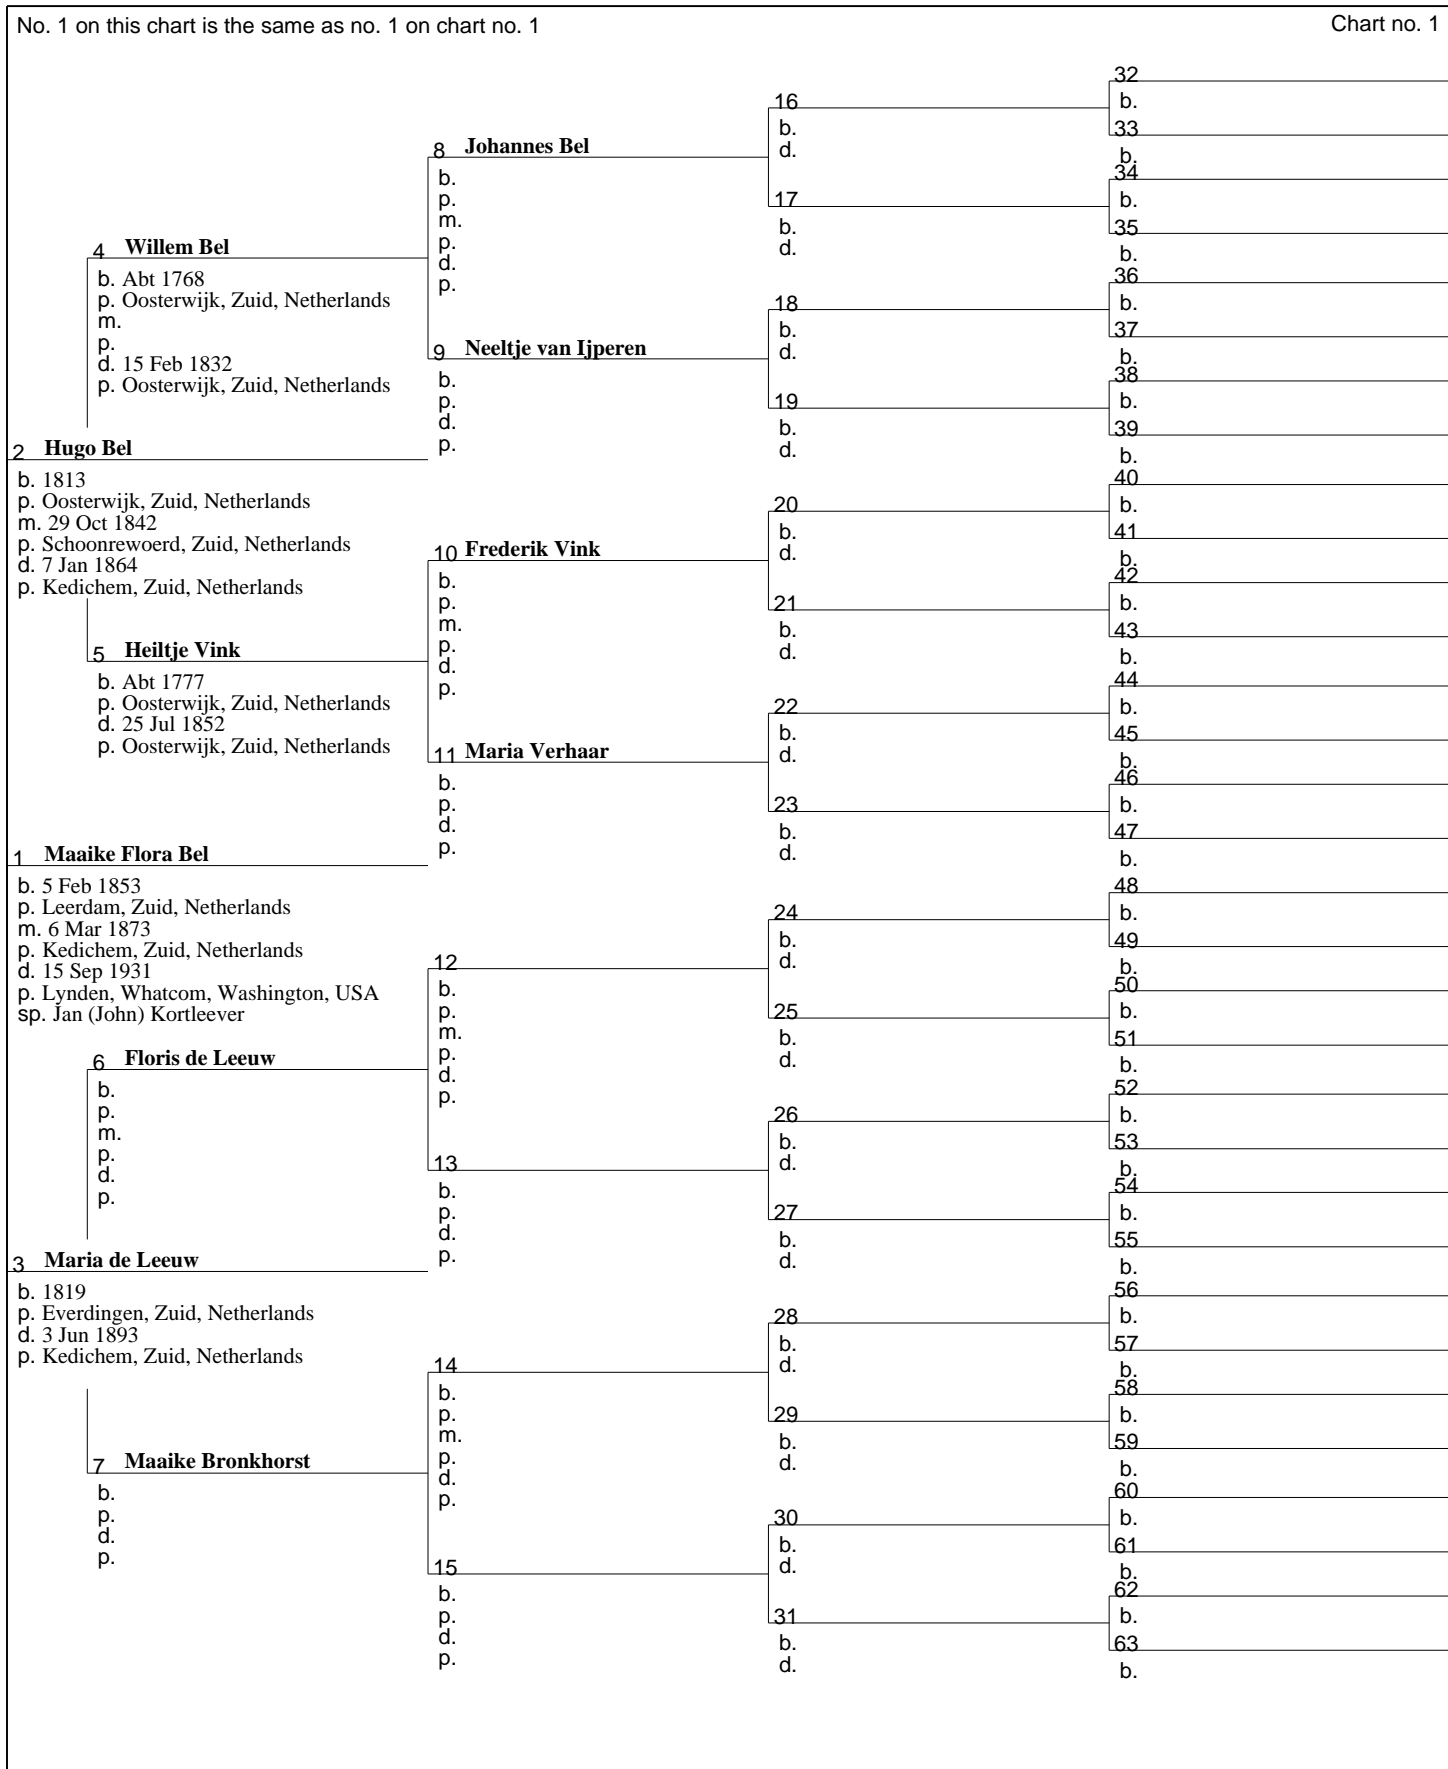 No. 1 on this chart is the same as no. 1 on chart no. 1
Chart no. 1
2 Hugo Bel
b. 1813
p. Oosterwijk, Zuid, Netherlands
m. 29 Oct 1842
p. Schoonrewoerd, Zuid, Netherlands
d. 7 Jan 1864
p. Kedichem, Zuid, Netherlands
1 Maaike Flora Bel
b. 5 Feb 1853
p. Leerdam, Zuid, Netherlands
m. 6 Mar 1873
p. Kedichem, Zuid, Netherlands
d. 15 Sep 1931
p. Lynden, Whatcom, Washington, USA
sp. Jan (John) Kortleever
3 Maria de Leeuw
b. 1819
p. Everdingen, Zuid, Netherlands
d. 3 Jun 1893
p. Kedichem, Zuid, Netherlands
4 Willem Bel
b. Abt 1768
p. Oosterwijk, Zuid, Netherlands
m.
p.
d. 15 Feb 1832
p. Oosterwijk, Zuid, Netherlands
5 Heiltje Vink
b. Abt 1777
p. Oosterwijk, Zuid, Netherlands
d. 25 Jul 1852
p. Oosterwijk, Zuid, Netherlands
6 Floris de Leeuw
b.
p.
m.
p.
d.
p.
7 Maaike Bronkhorst
b.
p.
d.
p.
8 Johannes Bel
b.
p.
m.
p.
d.
p.
9 Neeltje van Ijperen
b.
p.
d.
p.
10 Frederik Vink
b.
p.
m.
p.
d.
p.
11 Maria Verhaar
b.
p.
d.
p.
12
b.
p.
m.
p.
d.
p.
13
b.
p.
d.
p.
14
b.
p.
m.
p.
d.
p.
15
b.
p.
d.
p.
16
b.
d.
17
b.
d.
18
b.
d.
19
b.
d.
20
b.
d.
21
b.
d.
22
b.
d.
23
b.
d.
24
b.
d.
25
b.
d.
26
b.
d.
27
b.
d.
28
b.
d.
29
b.
d.
30
b.
d.
31
b.
d.
32
b.
33
b.
34
b.
35
b.
36
b.
37
b.
38
b.
39
b.
40
b.
41
b.
42
b.
43
b.
44
b.
45
b.
46
b.
47
b.
48
b.
49
b.
50
b.
51
b.
52
b.
53
b.
54
b.
55
b.
56
b.
57
b.
58
b.
59
b.
60
b.
61
b.
62
b.
63
b.